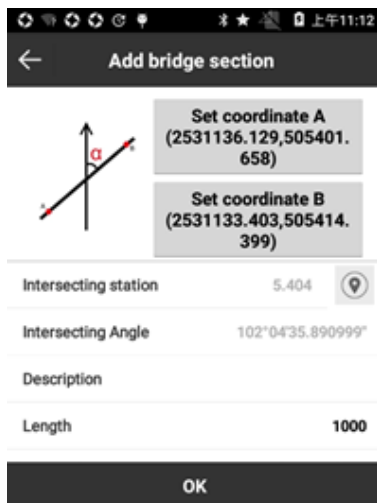 上午11:12
Add bridge section
α
Set coordinate A
(2531136.129,505401.
658)
Set coordinate B
(2531133.403,505414.
399)
Intersecting station 5.404
Intersecting Angle 102°04'35.890999"
Description
Length 1000
OK